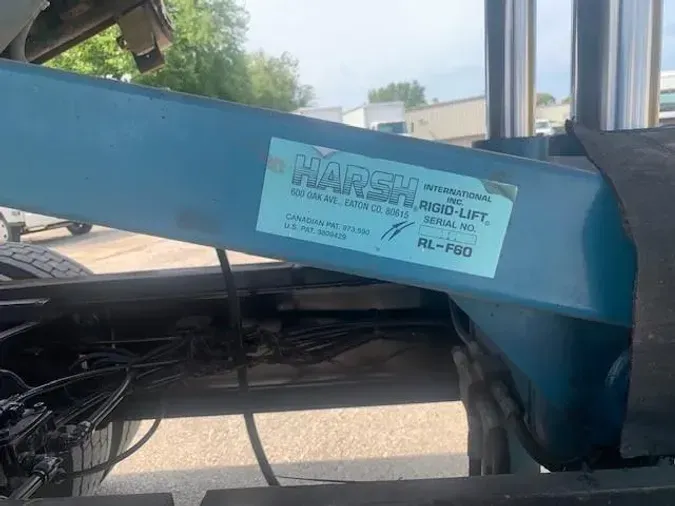 HARSH® INTERNATIONAL INC.
600 OAK AVE., EATON CO. 80615
RIGID-LIFT®
SERIAL NO.
CANADIAN PAT. 973,590
U.S. PAT. 3809429
RL-F60